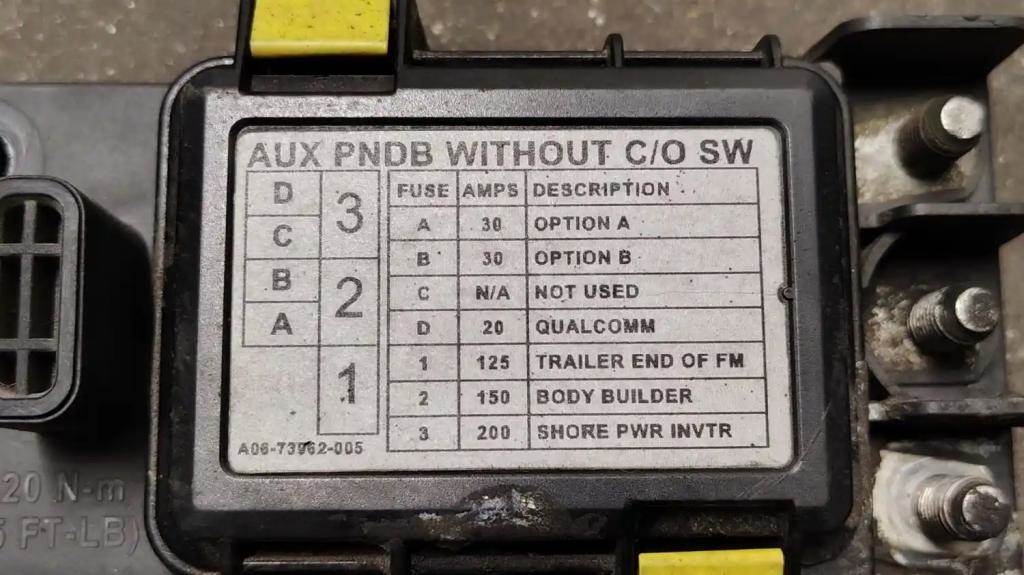 AUX PNDB WITHOUT C/O SW
D
C
B
A
3
2
1
FUSE AMPS DESCRIPTION
A 30 OPTION A
B 30 OPTION B
C N/A NOT USED
D 20 QUALCOMM
1 125 TRAILER END OF FM
2 150 BODY BUILDER
3 200 SHORE PWR INVTR
A06-73962-005
20 N-m
FT-LB)